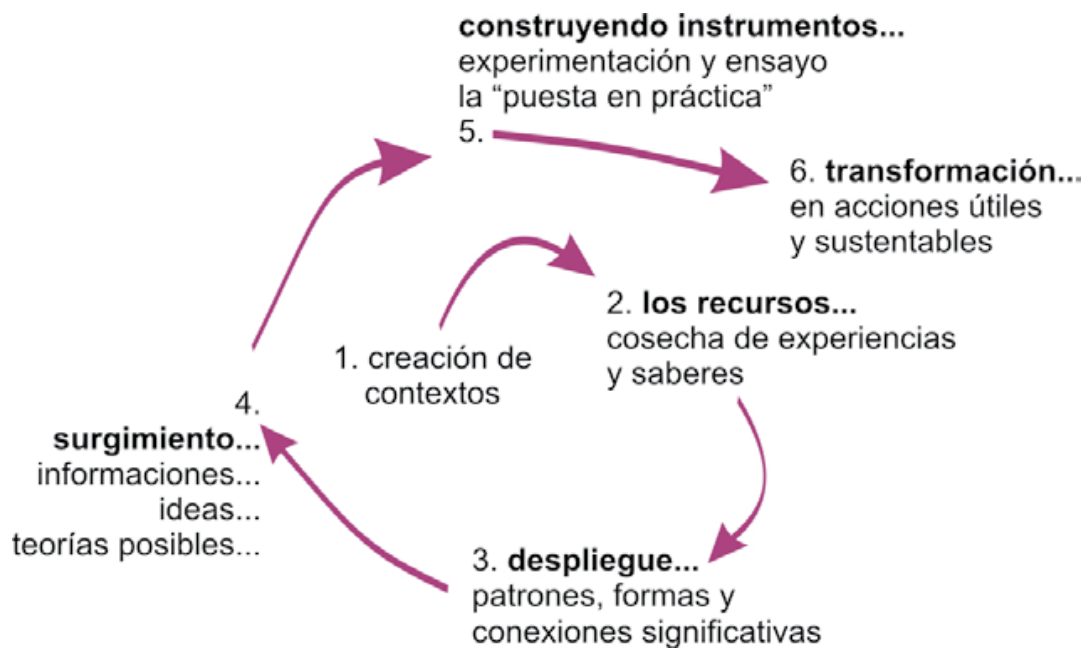 construyendo instrumentos...
experimentación y ensayo
la “puesta en práctica”
5.
6. transformación...
en acciones útiles
y sustentables
2. los recursos...
cosecha de experiencias
y saberes
1. creación de
contextos
4.
surgimiento...
informaciones...
ideas...
teorías posibles...
3. despliegue...
patrones, formas y
conexiones significativas